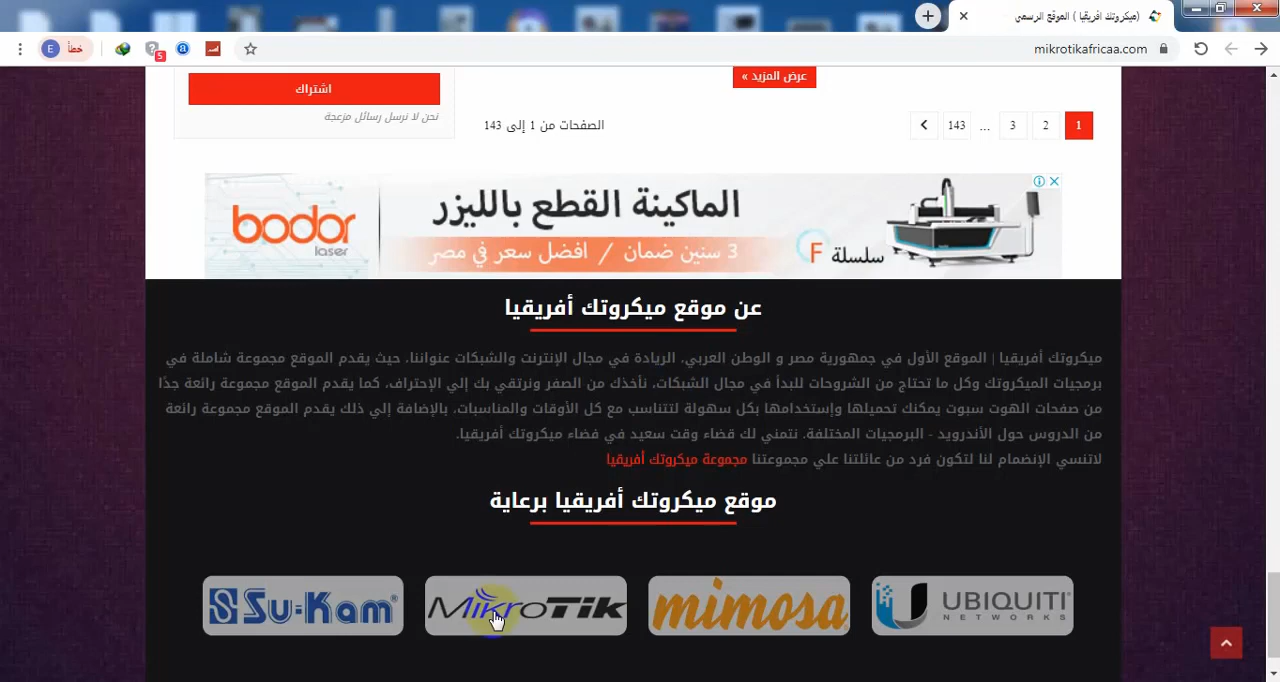 (ميكروتك افريقيا ) الموقع الرسمي
خطأ
E
5
mikrotikafricaa.com
عرض المزيد »
اشتراك
نحن لا نرسل رسائل مزعجة
1 2 3 ... 143
الصفحات من 1 إلى 143
bodor
laser
الماكينة القطع بالليزر
3 سنين ضمان / افضل سعر في مصر
سلسلة F
عن موقع ميكروتك أفريقيا
ميكروتك أفريقيا | الموقع الأول في جمهورية مصر و الوطن العربي، الريادة في مجال الإنترنت والشبكات عنواننا، حيث يقدم الموقع مجموعة شاملة في
برمجيات الميكروتك وكل ما تحتاج من الشروحات للبدأ في مجال الشبكات، نأخذك من الصفر ونرتقي بك إلي الإحتراف، كما يقدم الموقع مجموعة رائعة جدًا
من صفحات الهوت سبوت يمكنك تحميلها وإستخدامها بكل سهولة لتتناسب مع كل الأوقات والمناسبات، بالإضافة إلي ذلك يقدم الموقع مجموعة رائعة
من الدروس حول الأندرويد - البرمجيات المختلفة. نتمني لك قضاء وقت سعيد في فضاء ميكروتك أفريقيا.
لاتنسي الإنضمام لنا لتكون فرد من عائلتنا علي مجموعتنا مجموعة ميكروتك أفريقيا
موقع ميكروتك أفريقيا برعاية
UBIQUITI
NETWORKS
mimosa
MikroTik
Su-Kam